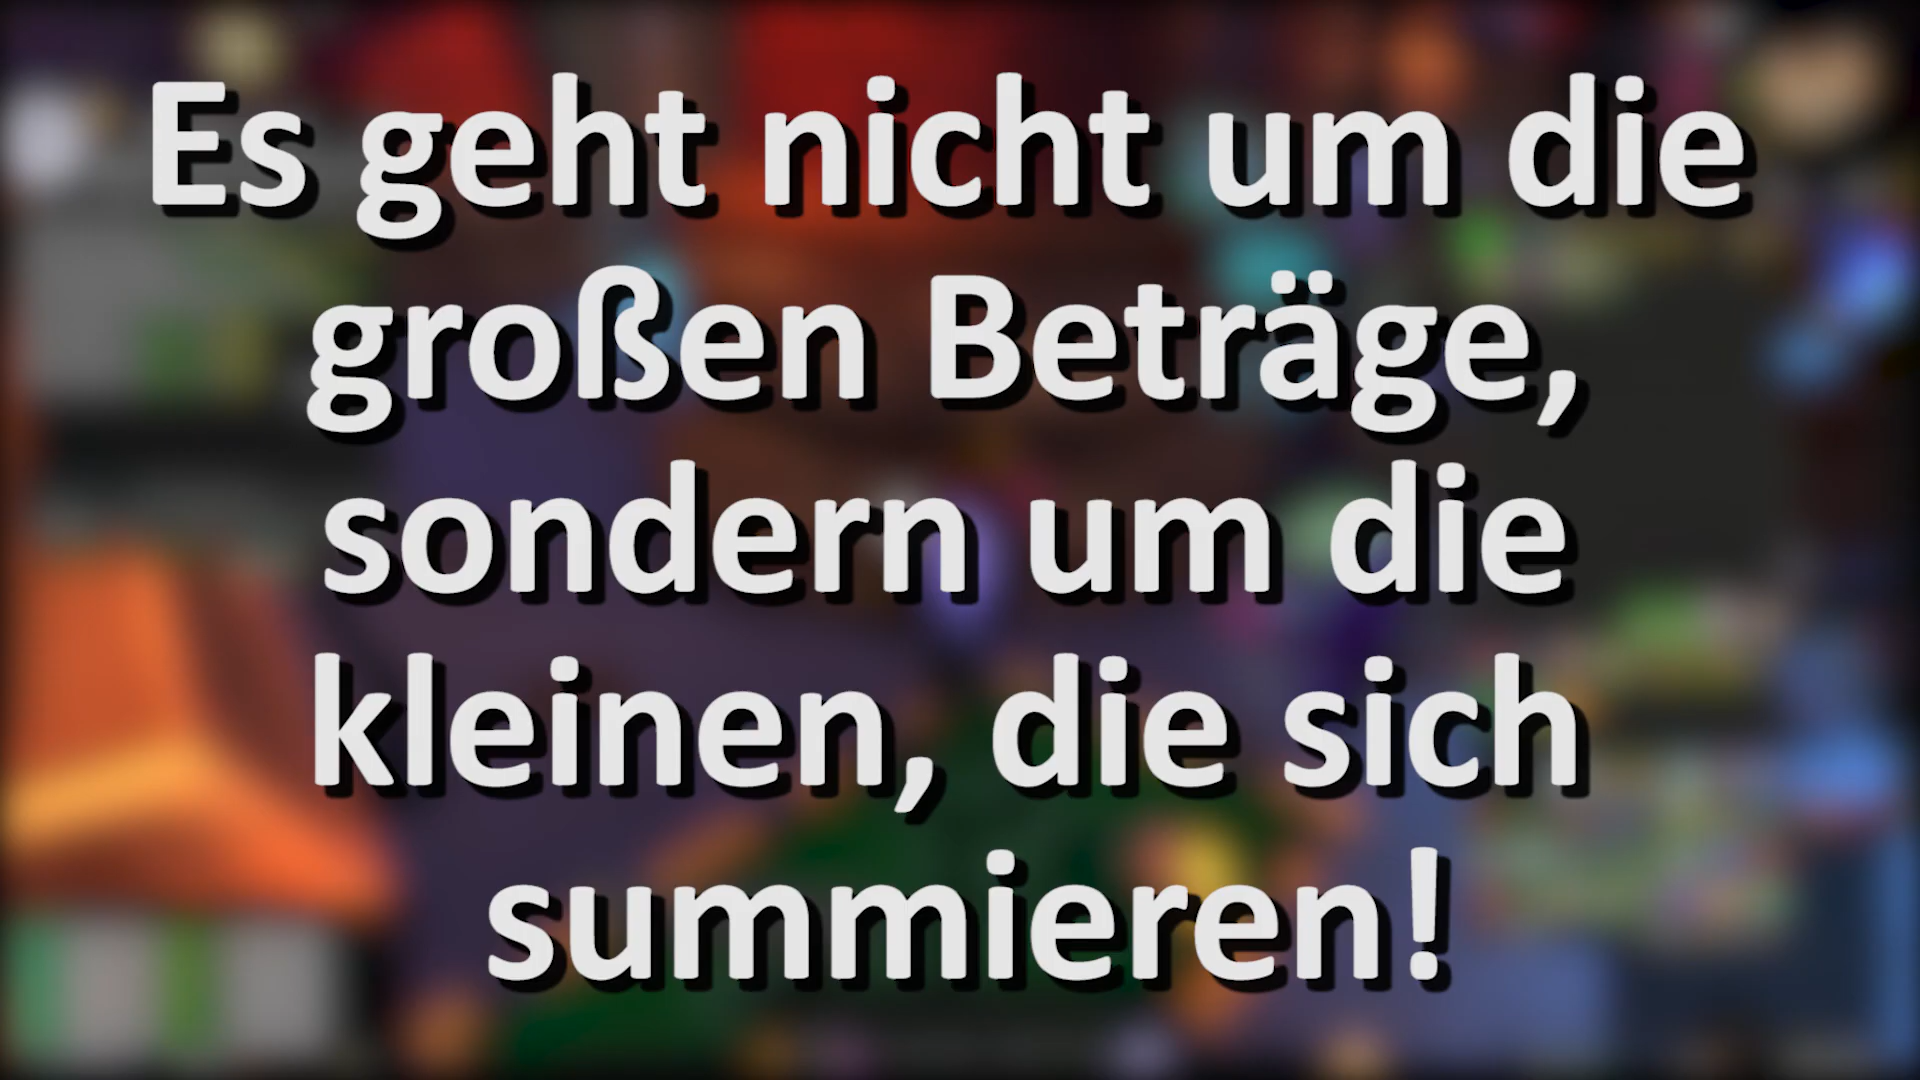 Es geht nicht um die
großen Beträge,
sondern um die
kleinen, die sich
summieren!